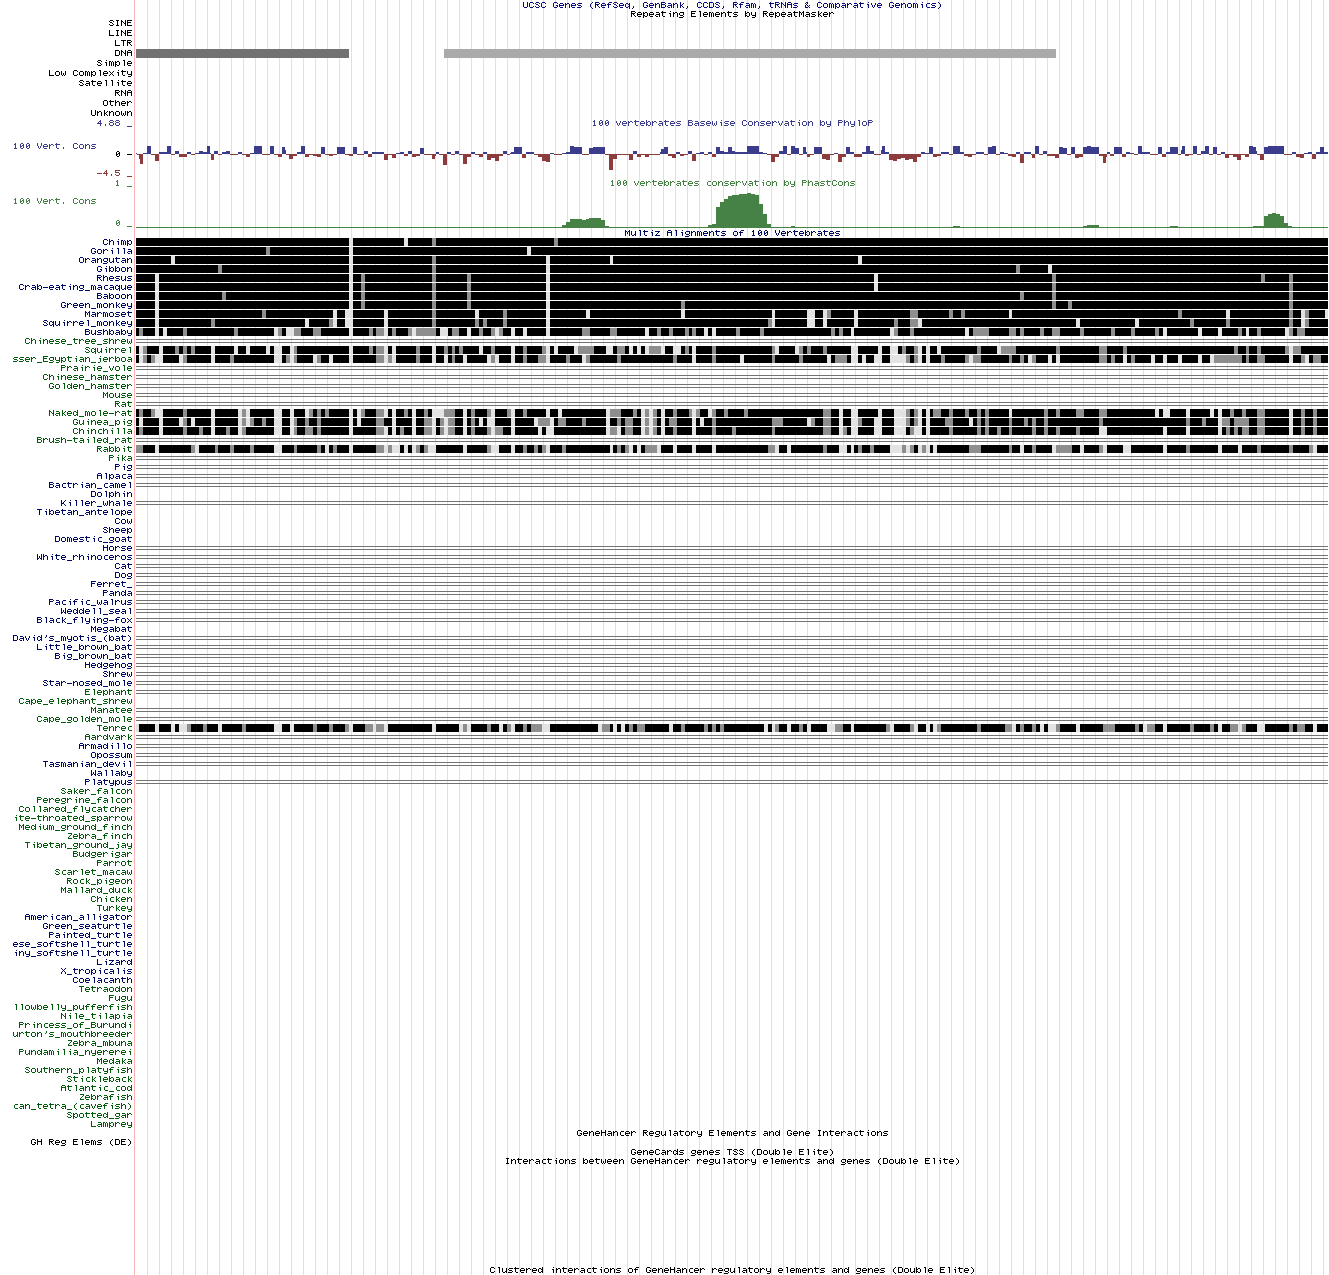 UCSC Genes (RefSeq, GenBank, CCDS, Rfam, tRNAs & Comparative Genomics)
Repeating Elements by RepeatMasker
SINE
LINE
LTR
DNA
Simple
Low Complexity
Satellite
RNA
Other
Unknown
4.88 _
100 vertebrates Basewise Conservation by PhyloP
100 Vert. Cons
0 _
-4.5 _
1 _
100 vertebrates conservation by PhastCons
100 Vert. Cons
0 _
Multiz Alignments of 100 Vertebrates
Chimp
Gorilla
Orangutan
Gibbon
Rhesus
Crab-eating_macaque
Baboon
Green_monkey
Marmoset
Squirrel_monkey
Bushbaby
Chinese_tree_shrew
Squirrel
sser_Egyptian_jerboa
Prairie_vole
Chinese_hamster
Golden_hamster
Mouse
Rat
Naked_mole-rat
Guinea_pig
Chinchilla
Brush-tailed_rat
Rabbit
Pika
Pig
Alpaca
Bactrian_camel
Dolphin
Killer_whale
Tibetan_antelope
Cow
Sheep
Domestic_goat
Horse
White_rhinoceros
Cat
Dog
Ferret_
Panda
Pacific_walrus
Weddell_seal
Black_flying-fox
Megabat
David's_myotis_(bat)
Little_brown_bat
Big_brown_bat
Hedgehog
Shrew
Star-nosed_mole
Elephant
Cape_elephant_shrew
Manatee
Cape_golden_mole
Tenrec
Aardvark
Armadillo
Opossum
Tasmanian_devil
Wallaby
Platypus
Saker_falcon
Peregrine_falcon
Collared_flycatcher
ite-throated_sparrow
Medium_ground_finch
Zebra_finch
Tibetan_ground_jay
Budgerigar
Parrot
Scarlet_macaw
Rock_pigeon
Mallard_duck
Chicken
Turkey
American_alligator
Green_seaturtle
Painted_turtle
ese_softshell_turtle
iny_softshell_turtle
Lizard
X_tropicalis
Coelacanth
Tetraodon
Fugu
llowbelly_pufferfish
Nile_tilapia
Princess_of_Burundi
urton's_mouthbreeder
Zebra_mbuna
Pundamilia_nyererei
Medaka
Southern_platyfish
Stickleback
Atlantic_cod
Zebrafish
can_tetra_(cavefish)
Spotted_gar
Lamprey
GeneHancer Regulatory Elements and Gene Interactions
GH Reg Elems (DE)
GeneCards genes TSS (Double Elite)
Interactions between GeneHancer regulatory elements and genes (Double Elite)
Clustered interactions of GeneHancer regulatory elements and genes (Double Elite)